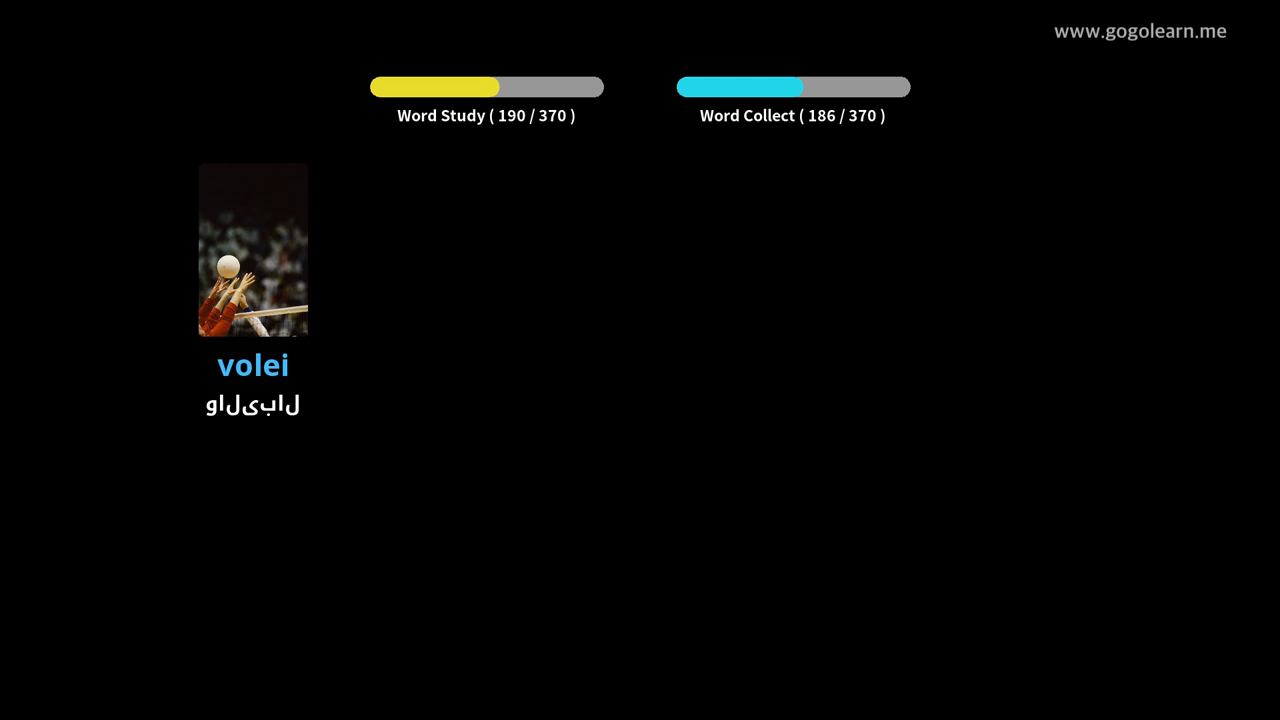 www.gogolearn.me
Word Study ( 190 / 370 )
Word Collect ( 186 / 370 )
volei
والیبال